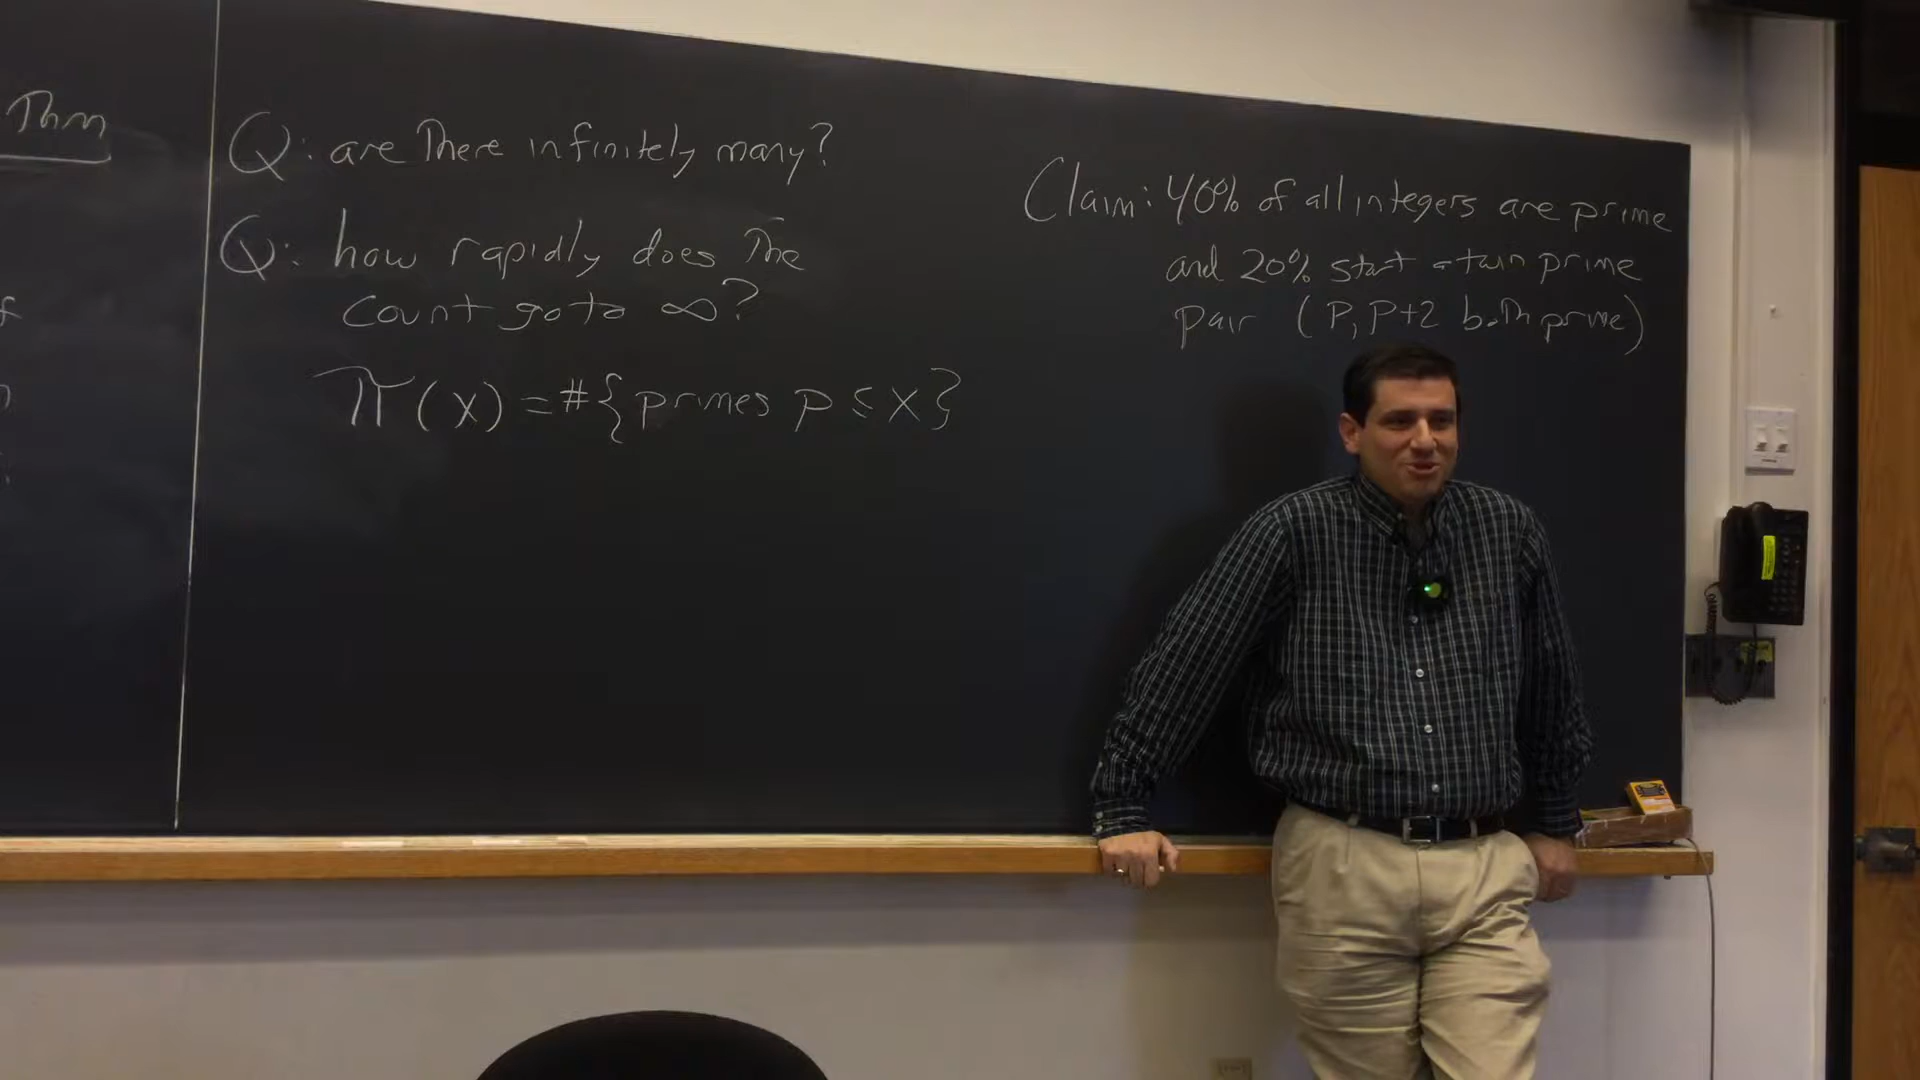 Thm
Q: are There infinitely many?
Q: how rapidly does The
count go to ∞?
π(x) = #{primes p ≤ x}
Claim: 40% of all integers are prime
and 20% start a twin prime
pair (P, P+2 both prime)